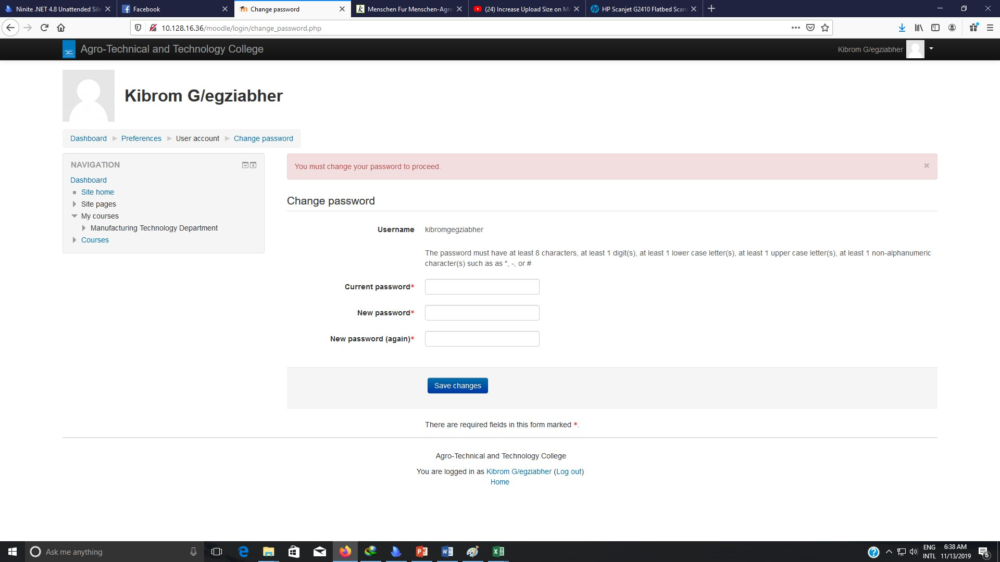 Ninite .NET 4.8 Unattended Sile
Facebook
Change password
Menschen Fur Menschen-Agro
(24) Increase Upload Size on Mo
HP Scanjet G2410 Flatbed Scan
10.128.16.36/moodle/login/change_password.php
Agro-Technical and Technology College
Kibrom G/egziabher
Kibrom G/egziabher
Dashboard
Preferences
User account
Change password
NAVIGATION
Dashboard
Site home
Site pages
My courses
Manufacturing Technology Department
Courses
You must change your password to proceed.
Change password
Username kibromgegziabher
The password must have at least 8 characters, at least 1 digit(s), at least 1 lower case letter(s), at least 1 upper case letter(s), at least 1 non-alphanumeric
character(s) such as as *, -, or #
Current password*
New password*
New password (again)*
Save changes
There are required fields in this form marked *.
Agro-Technical and Technology College
You are logged in as Kibrom G/egziabher (Log out)
Home
Ask me anything
ENG
INTL
6:38 AM
11/13/2019
6